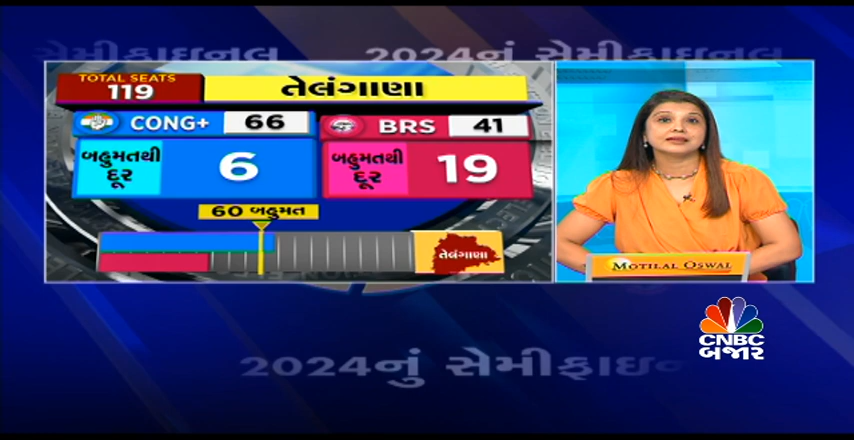 સેમીફાઇનલ 2024નું સેમીફાઇનલ
TOTAL SEATS
119
તેલંગાણા
CONG+ 66
BRS 41
બહુમતથી દૂર 6
બહુમતથી દૂર 19
60 બહુમત
તેલંગાણા
MOTILAL OSWAL
CNBC
બજાર
2024નું સેમીફાઇન